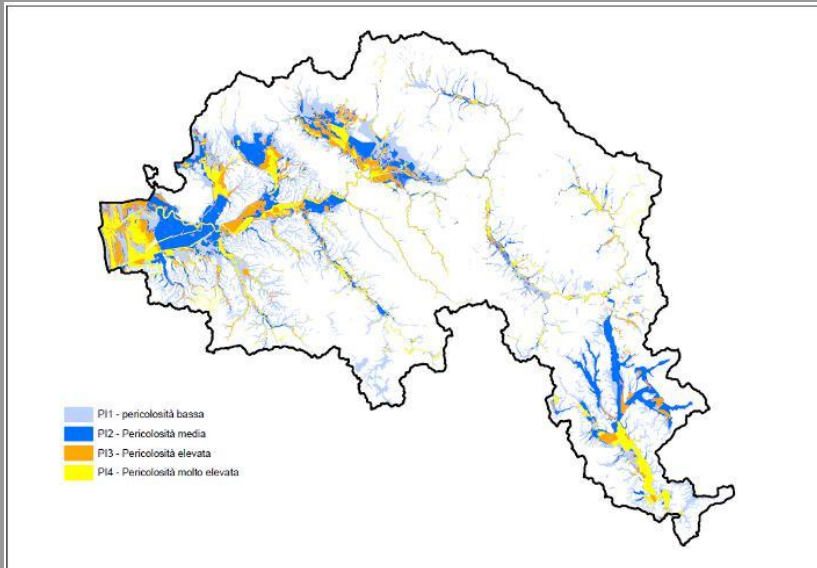 PI1 - pericolosità bassa
PI2 - Pericolosità media
PI3 - Pericolosità elevata
PI4 - Pericolosità molto elevata